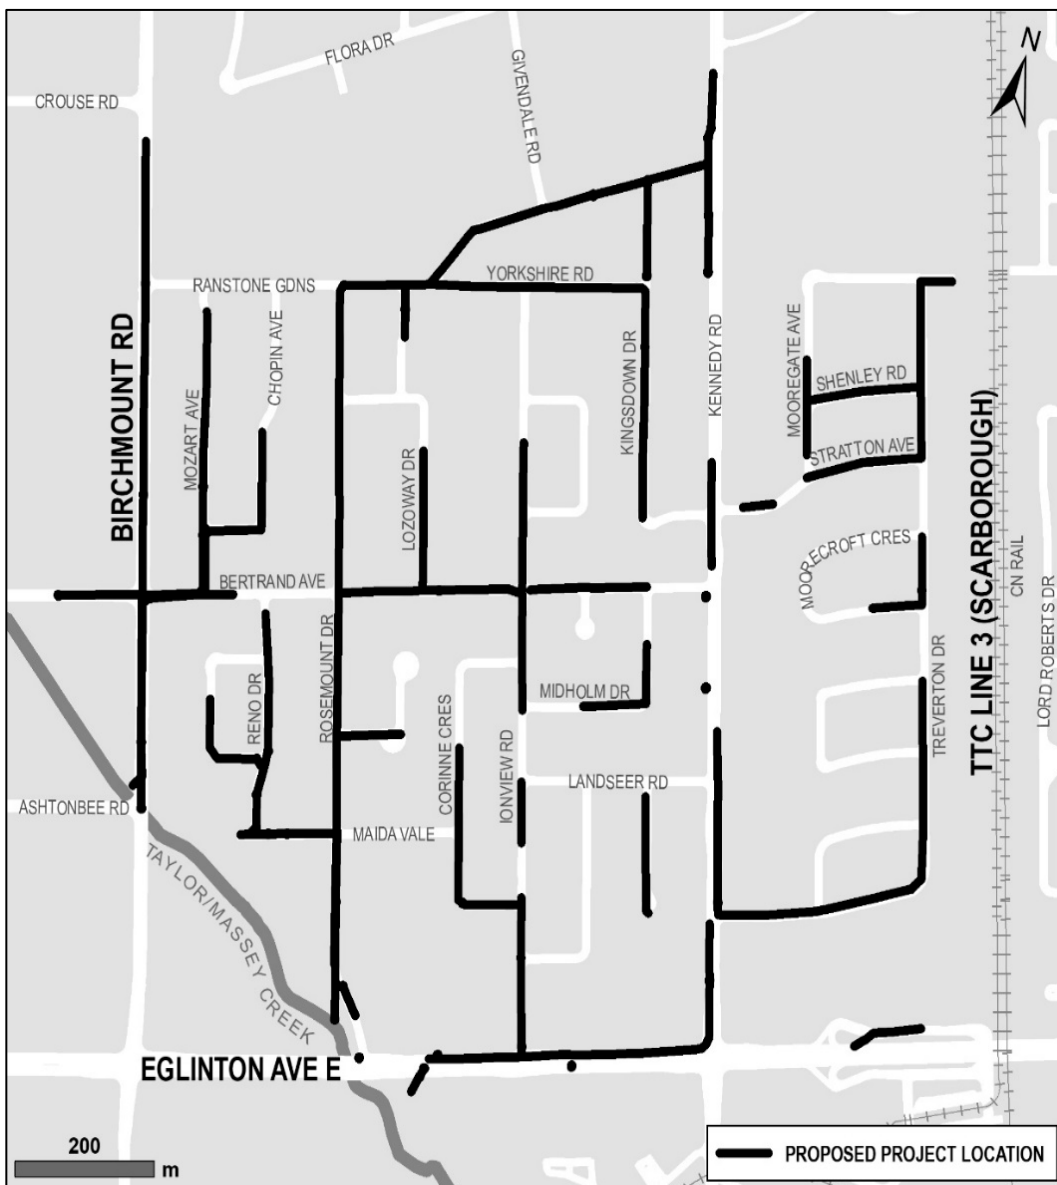 FLORA DR
N
GIVENDALE RD
CROUSE RD
RANSTONE GDNS
YORKSHIRE RD
BIRCHMOUNT RD
MOZART AVE
CHOPIN AVE
KINGSDOWN DR
KENNEDY RD
MOOREGATE AVE
SHENLEY RD
STRATTON AVE
LOZOWAY DR
MOORECROFT CRES
TTC LINE 3 (SCARBOROUGH)
CN RAIL
LORD ROBERTS DR
BERTRAND AVE
ROSEMOUNT DR
RENO DR
MIDHOLM DR
TREVERTON DR
CORINNE CRES
IONVIEW RD
LANDSEER RD
ASHTONBEE RD
MAIDA VALE
TAYLOR/MASSEY CREEK
EGLINTON AVE E
200
m
PROPOSED PROJECT LOCATION